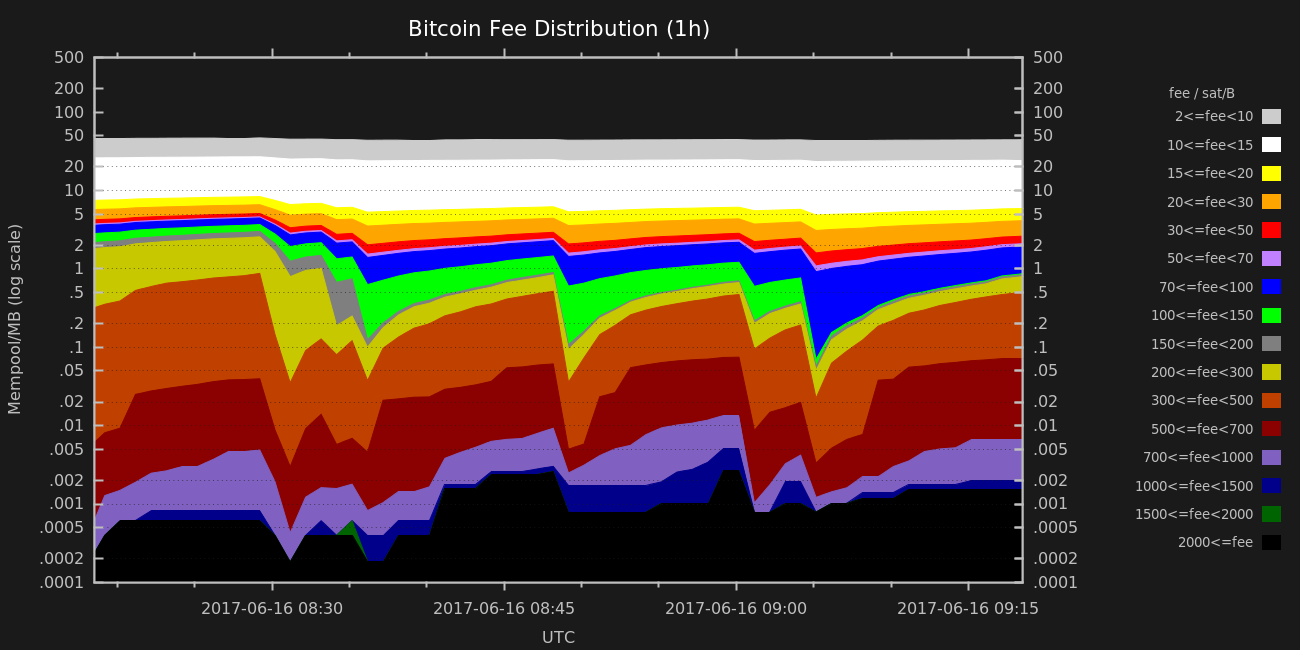 Bitcoin Fee Distribution (1h)
500 500
200 200
100 100
50 50
20 20
10 10
5 5
2 2
1 1
.5 .5
.2 .2
.1 .1
.05 .05
.02 .02
.01 .01
.005 .005
.002 .002
.001 .001
.0005 .0005
.0002 .0002
.0001 .0001
Mempool/MB (log scale)
2017-06-16 08:30 2017-06-16 08:45 2017-06-16 09:00 2017-06-16 09:15
UTC
fee / sat/B
2<=fee<10
10<=fee<15
15<=fee<20
20<=fee<30
30<=fee<50
50<=fee<70
70<=fee<100
100<=fee<150
150<=fee<200
200<=fee<300
300<=fee<500
500<=fee<700
700<=fee<1000
1000<=fee<1500
1500<=fee<2000
2000<=fee